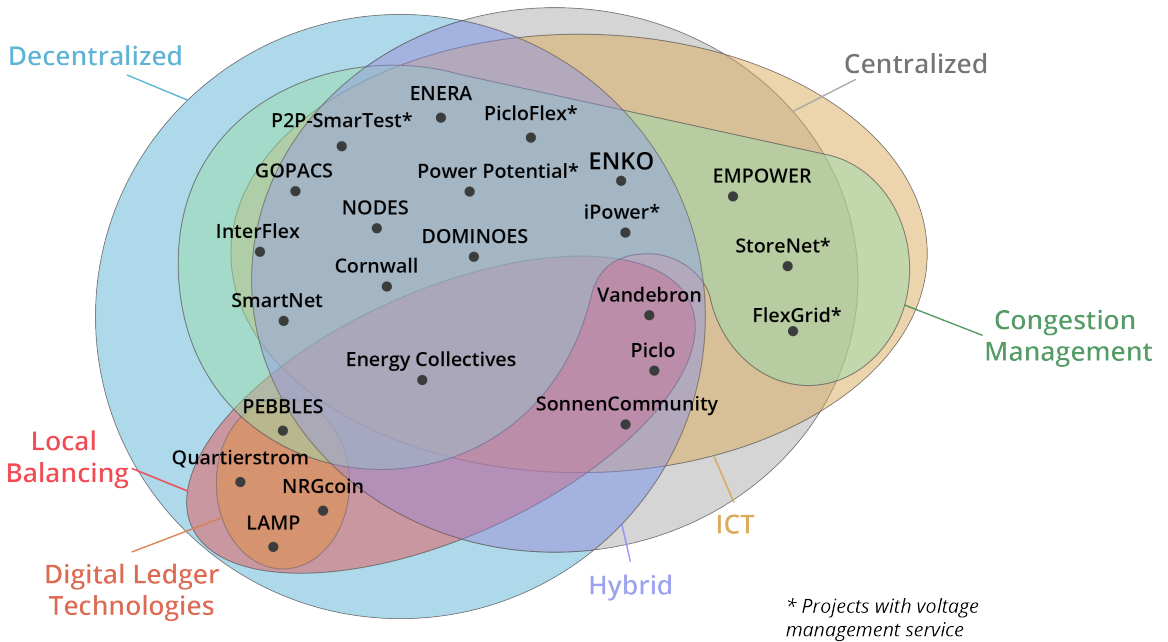 Decentralized
Centralized
ENERA
P2P-SmarTest*
PicloFlex*
GOPACS
Power Potential*
ENKO
EMPOWER
NODES
iPower*
InterFlex
DOMINOES
StoreNet*
Cornwall
SmartNet
Vandebron
FlexGrid*
Congestion
Management
Energy Collectives
Piclo
PEBBLES
SonnenCommunity
Local
Balancing
Quartierstrom
NRGcoin
LAMP
ICT
Digital Ledger
Technologies
Hybrid
* Projects with voltage
management service